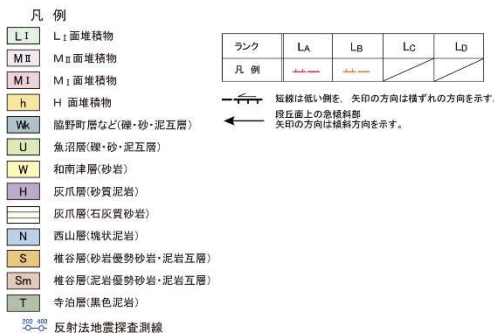 凡 例
LⅠ LⅠ面堆積物
MⅡ MⅡ面堆積物
MⅠ MⅠ面堆積物
h H 面堆積物
Wk 脇野町層など(礫・砂・泥互層)
U 魚沼層(礫・砂・泥互層)
W 和南津層(砂岩)
H 灰爪層(砂質泥岩)
灰爪層(石灰質砂岩)
N 西山層(塊状泥岩)
S 椎谷層(砂岩優勢砂岩・泥岩互層)
Sm 椎谷層(泥岩優勢砂岩・泥岩互層)
T 寺泊層(黒色泥岩)
200 400 反射法地震探査測線
ランク LA LB LC LD
凡 例
短線は低い側を、矢印の方向は横ずれの方向を示す。
段丘面上の急傾斜部
矢印の方向は傾斜方向を示す。